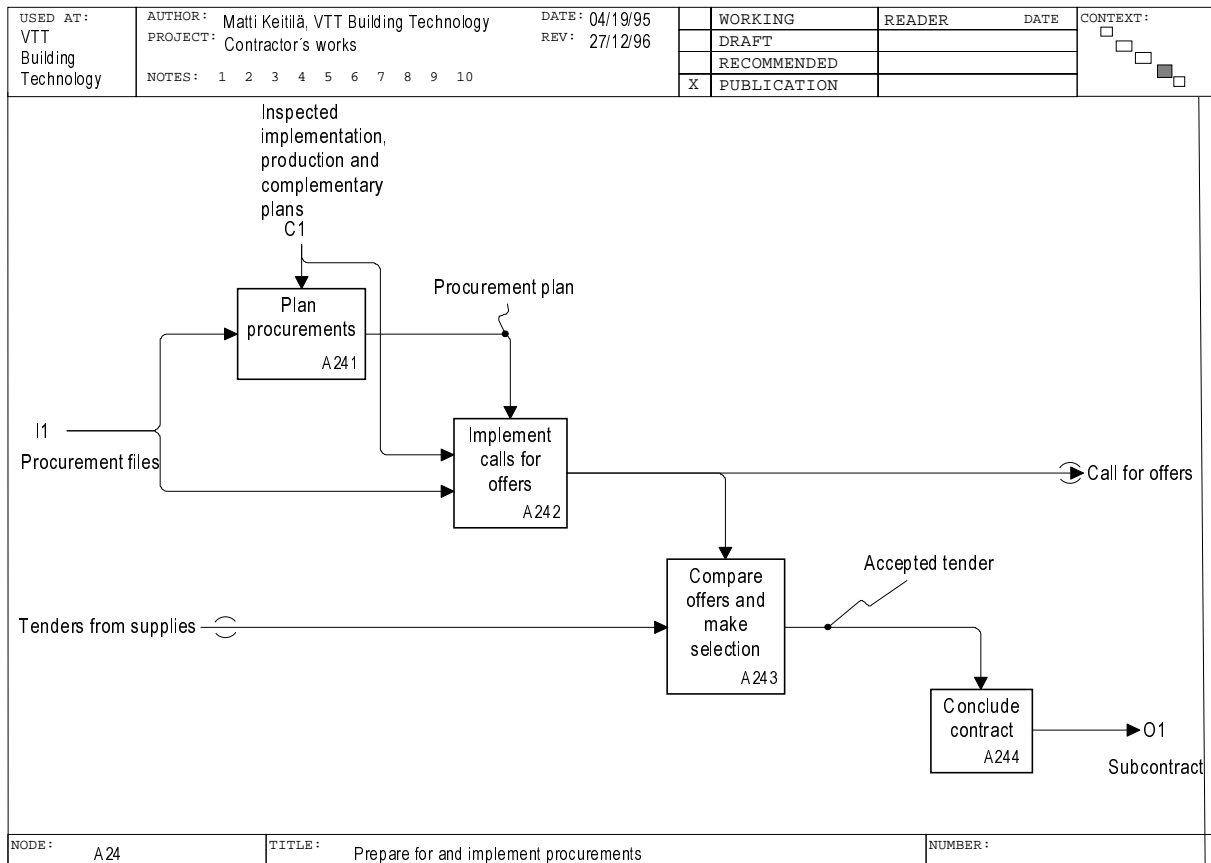 USED AT:
VTT
Building
Technology
AUTHOR: Matti Keitilä, VTT Building Technology
PROJECT: Contractor´s works
NOTES: 1 2 3 4 5 6 7 8 9 10
DATE: 04/19/95
REV: 27/12/96
WORKING
DRAFT
RECOMMENDED
X PUBLICATION
READER DATE
CONTEXT:
Inspected
implementation,
production and
complementary
plans
C1
Plan
procurements
A241
Procurement plan
I1
Procurement files
Implement
calls for
offers
A242
Call for offers
Tenders from supplies
Compare
offers and
make
selection
A243
Accepted tender
Conclude
contract
A244
O1
Subcontract
NODE: A24
TITLE: Prepare for and implement procurements
NUMBER: